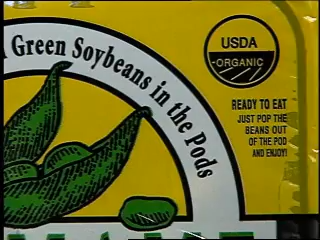 Green Soybeans in the Pods
USDA
ORGANIC
READY TO EAT
JUST POP THE
BEANS OUT
OF THE POD
AND ENJOY!